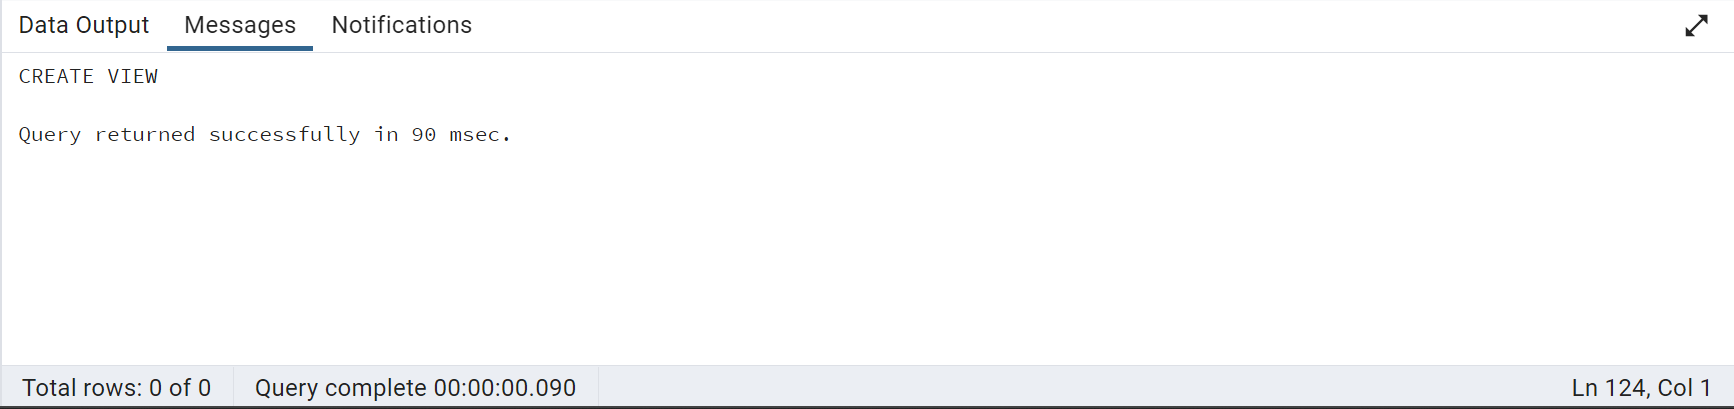 Data Output Messages Notifications
CREATE VIEW
Query returned successfully in 90 msec.
Total rows: 0 of 0 Query complete 00:00:00.090 Ln 124, Col 1